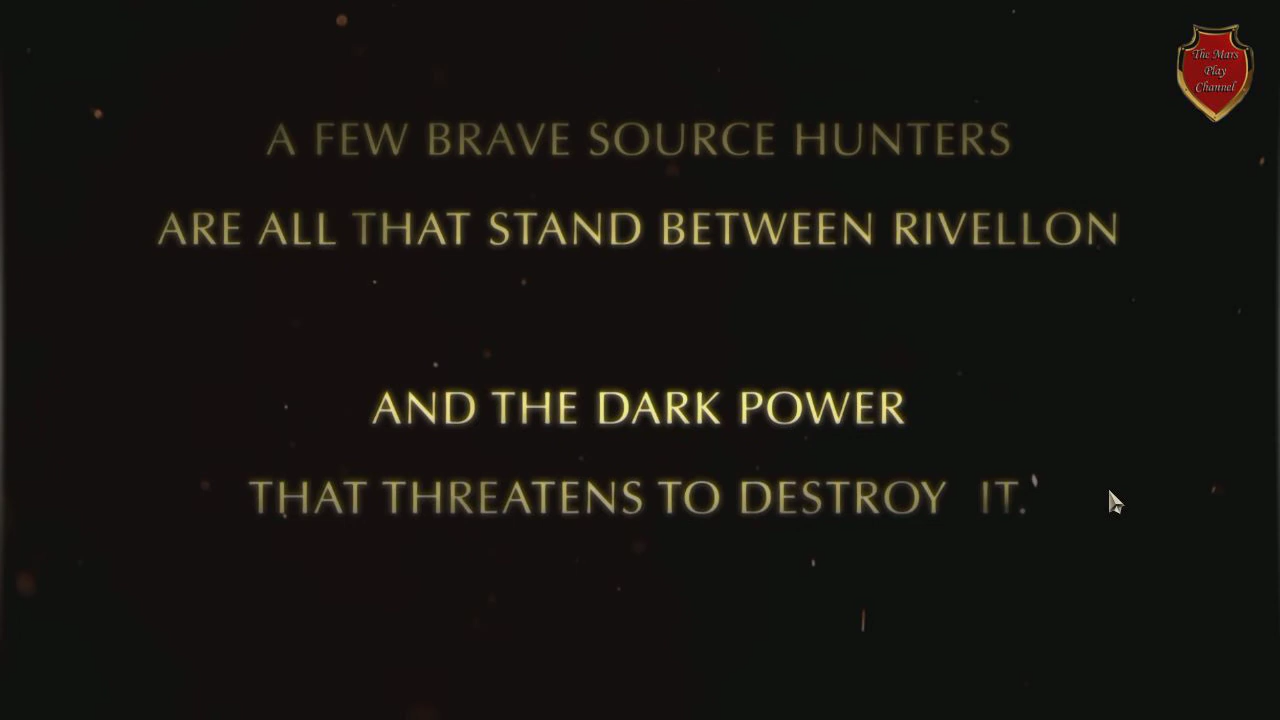 The Mars
Play
Channel
A FEW BRAVE SOURCE HUNTERS
ARE ALL THAT STAND BETWEEN RIVELLON
AND THE DARK POWER
THAT THREATENS TO DESTROY IT.